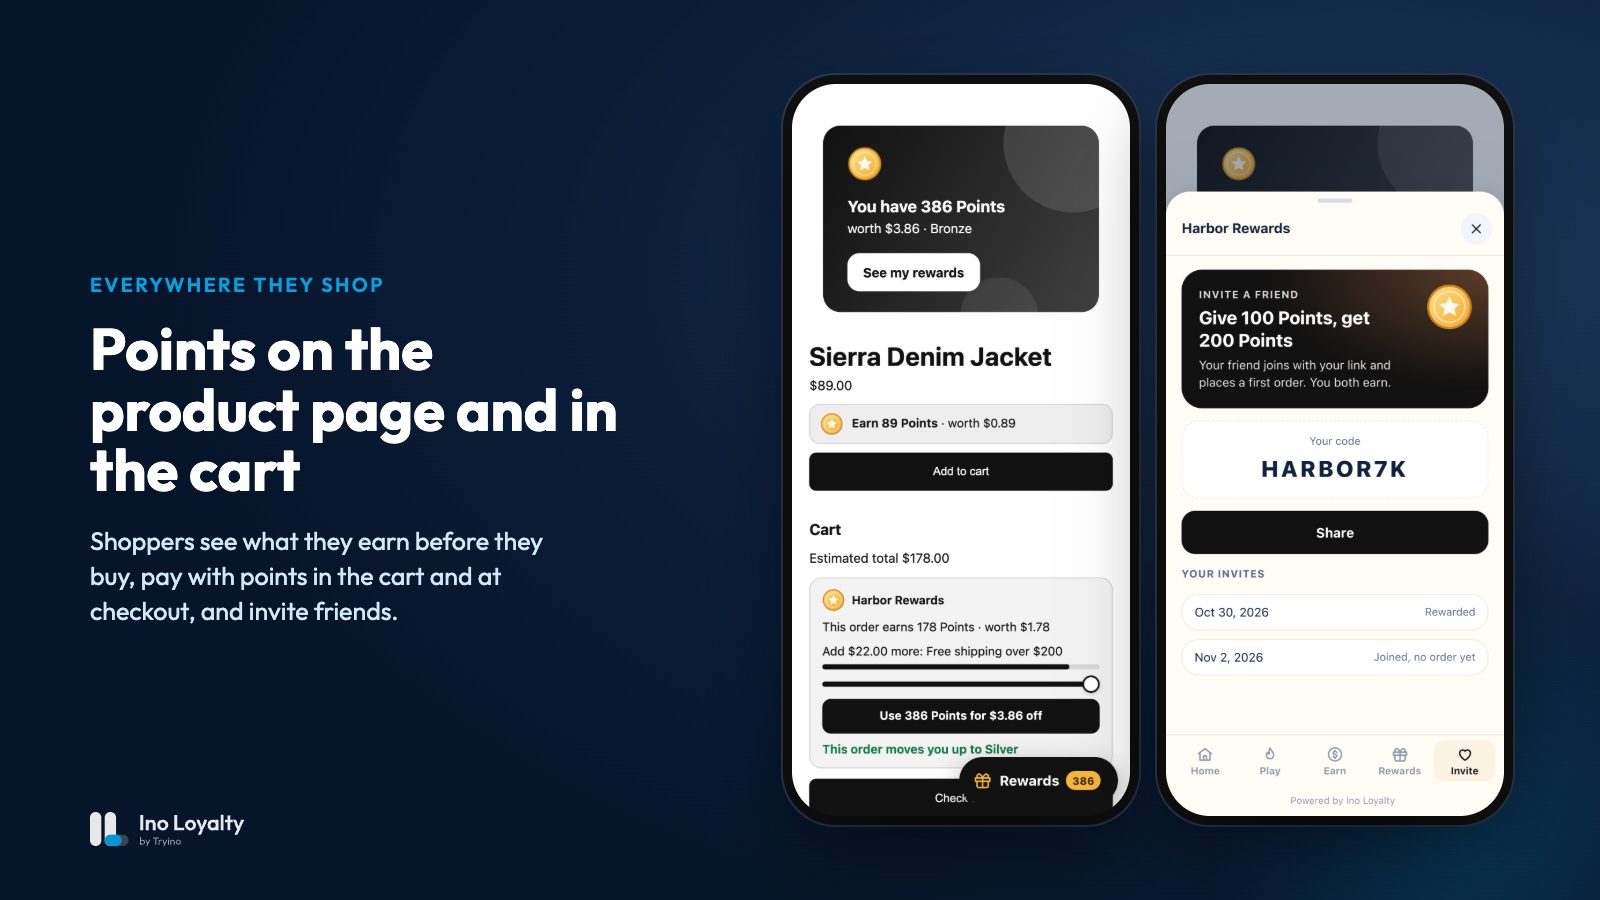 EVERYWHERE THEY SHOP
Points on the
product page and in
the cart
Shoppers see what they earn before they
buy, pay with points in the cart and at
checkout, and invite friends.
Ino Loyalty
by Tryino
You have 386 Points
worth $3.86 · Bronze
See my rewards
Sierra Denim Jacket
$89.00
Earn 89 Points · worth $0.89
Add to cart
Cart
Estimated total $178.00
Harbor Rewards
This order earns 178 Points · worth $1.78
Add $22.00 more: Free shipping over $200
Use 386 Points for $3.86 off
This order moves you up to Silver
Rewards 386
Check
Harbor Rewards
INVITE A FRIEND
Give 100 Points, get
200 Points
Your friend joins with your link and
places a first order. You both earn.
Your code
HARBOR7K
Share
YOUR INVITES
Oct 30, 2026 Rewarded
Nov 2, 2026 Joined, no order yet
Home Play Earn Rewards Invite
Powered by Ino Loyalty